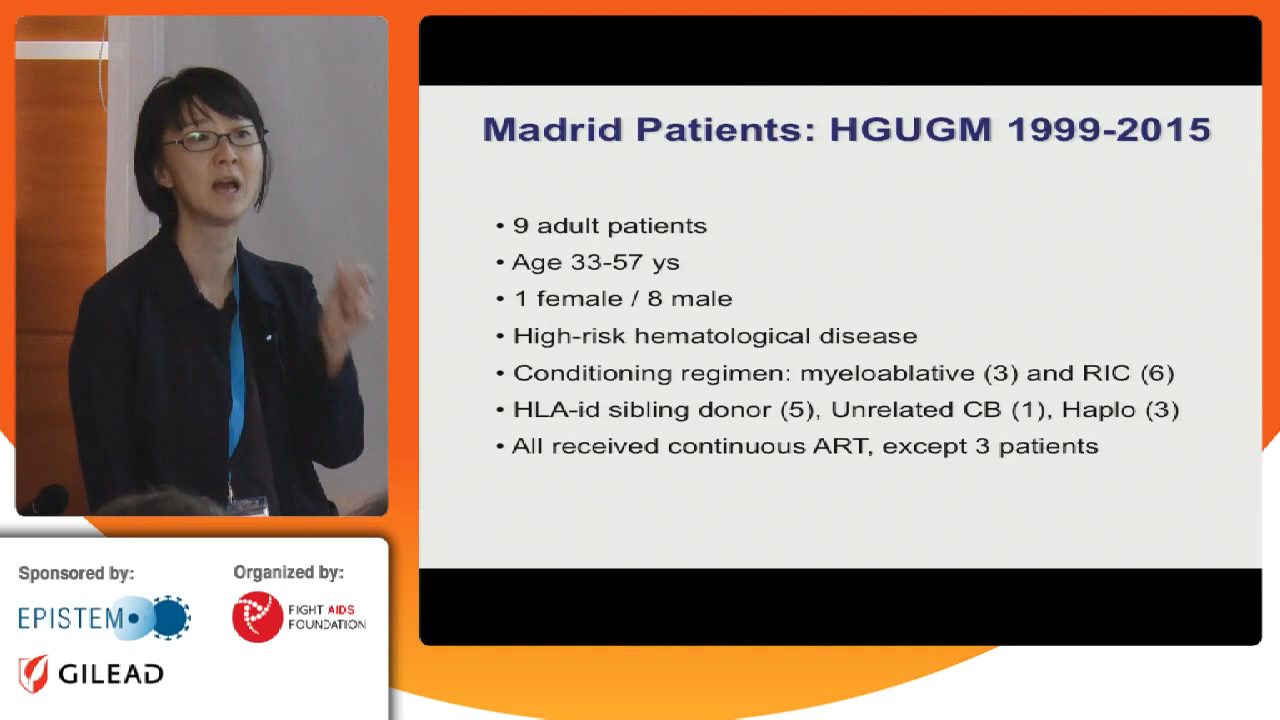 Madrid Patients: HGUGM 1999-2015
• 9 adult patients
• Age 33-57 ys
• 1 female / 8 male
• High-risk hematological disease
• Conditioning regimen: myeloablative (3) and RIC (6)
• HLA-id sibling donor (5), Unrelated CB (1), Haplo (3)
• All received continuous ART, except 3 patients
Sponsored by:
EPISTEM
GILEAD
Organized by:
FIGHT AIDS
FOUNDATION